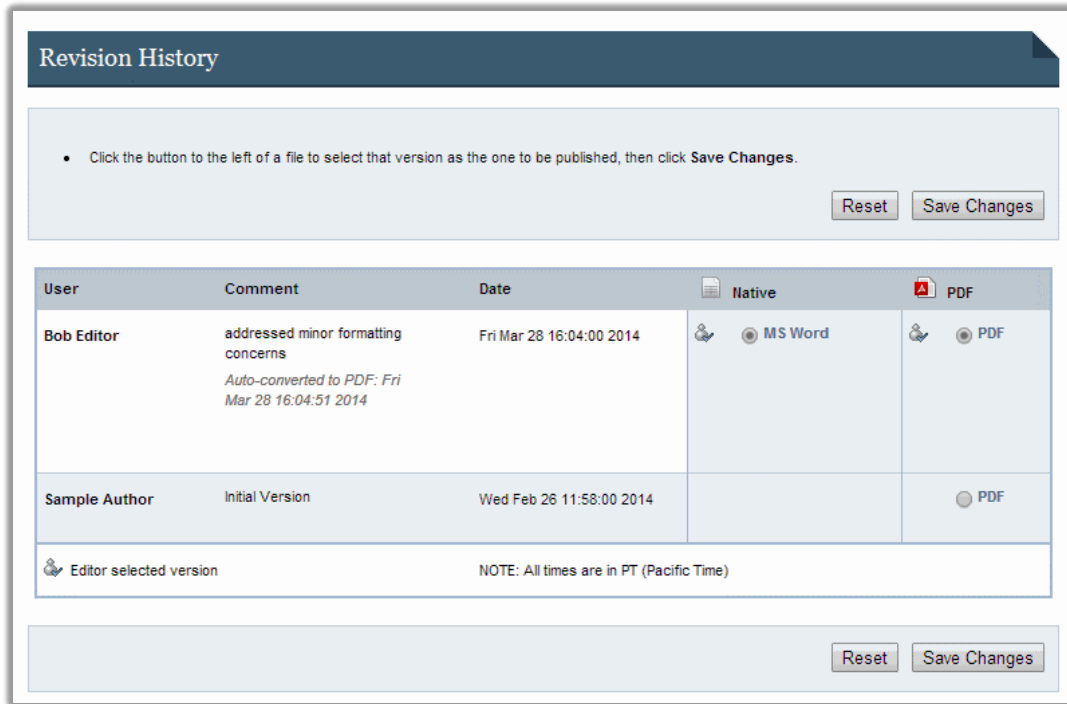 Revision History
• Click the button to the left of a file to select that version as the one to be published, then click Save Changes.
Reset Save Changes
User Comment Date Native PDF
Bob Editor addressed minor formatting Fri Mar 28 16:04:00 2014 MS Word PDF
concerns
Auto-converted to PDF: Fri
Mar 28 16:04:51 2014
Sample Author Initial Version Wed Feb 26 11:58:00 2014 PDF
Editor selected version NOTE: All times are in PT (Pacific Time)
Reset Save Changes